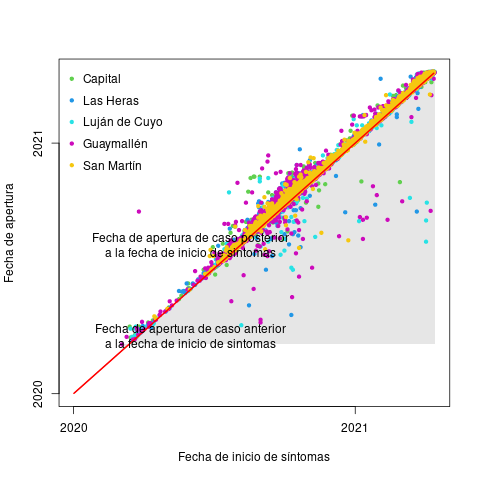 Capital
Las Heras
Luján de Cuyo
Guaymallén
San Martín
Fecha de apertura de caso posterior
a la fecha de inicio de síntomas
Fecha de apertura de caso anterior
a la fecha de inicio de sintomas
2021
2020
Fecha de apertura
2020
2021
Fecha de inicio de síntomas